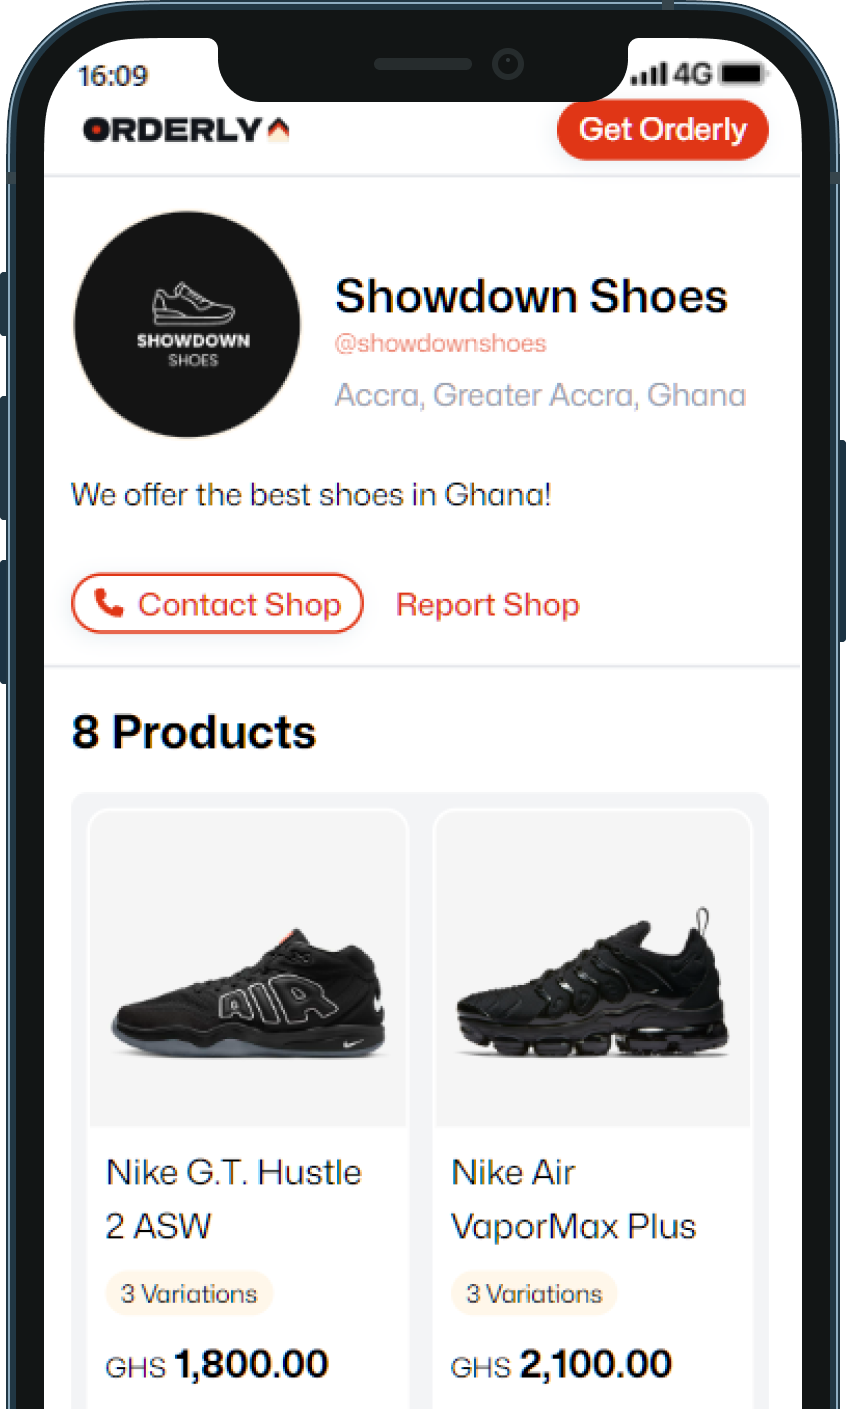 16:09 4G
ORDERLY Get Orderly
SHOWDOWN
SHOES
Showdown Shoes
@showdownshoes
Accra, Greater Accra, Ghana
We offer the best shoes in Ghana!
Contact Shop Report Shop
8 Products
AIR
Nike G.T. Hustle
2 ASW
3 Variations
GHS 1,800.00
Nike Air
VaporMax Plus
3 Variations
GHS 2,100.00